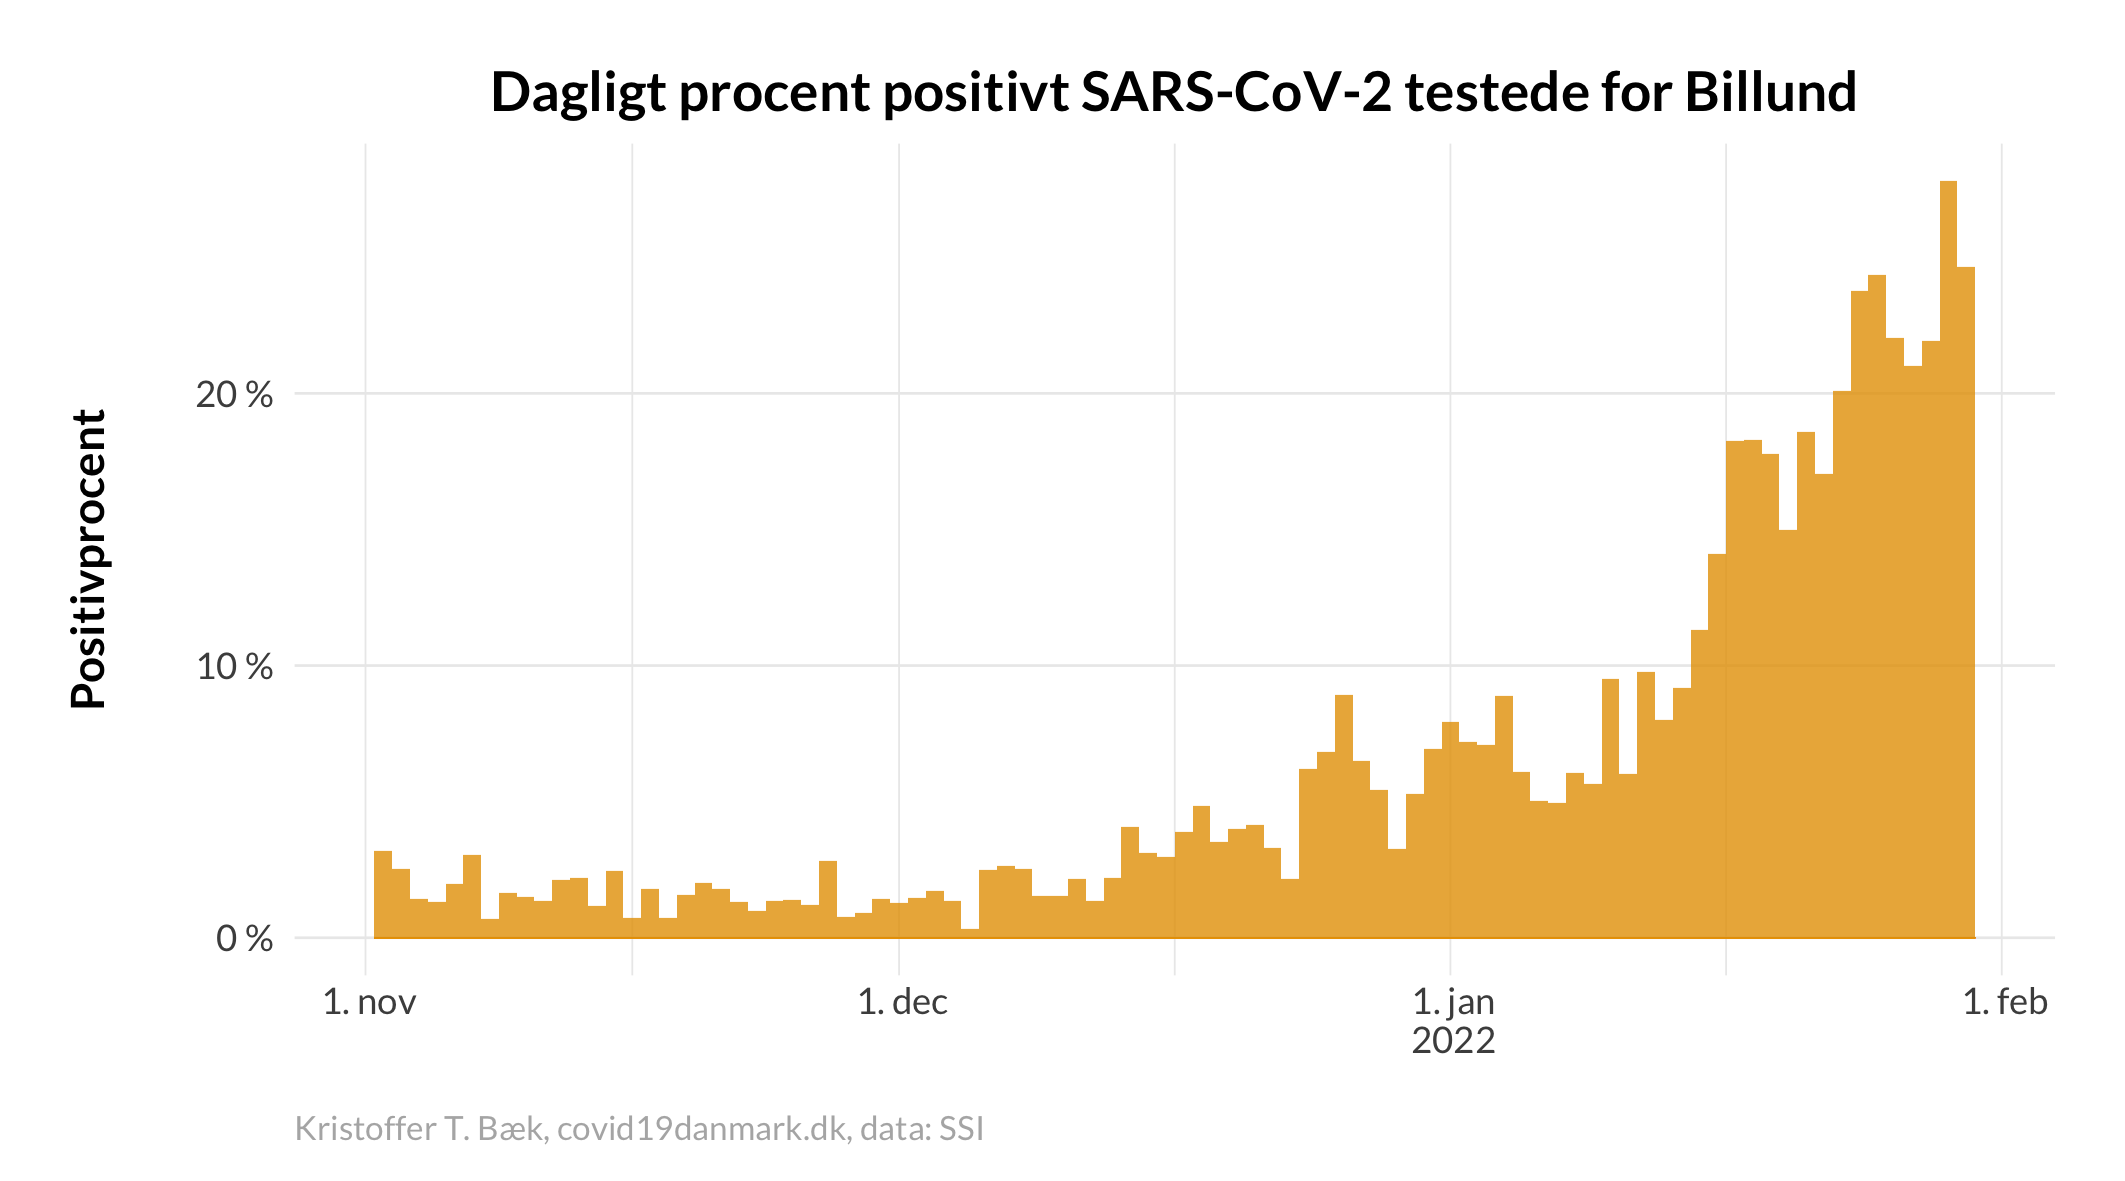 Dagligt procent positivt SARS-CoV-2 testede for Billund
Positivprocent
20 %
10 %
0 %
1. nov
1. dec
1. jan
2022
1. feb
Kristoffer T. Bæk, covid19danmark.dk, data: SSI